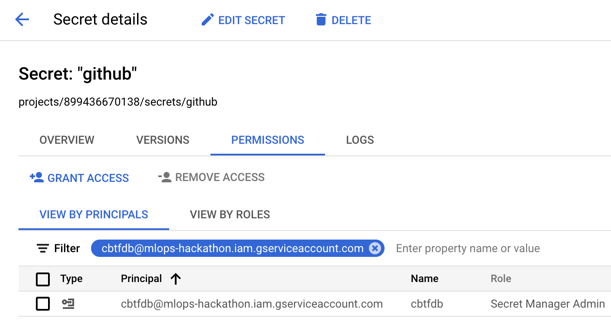 Secret details EDIT SECRET DELETE
Secret: "github"
projects/899436670138/secrets/github
OVERVIEW VERSIONS PERMISSIONS LOGS
GRANT ACCESS REMOVE ACCESS
VIEW BY PRINCIPALS VIEW BY ROLES
Filter cbtfdb@mlops-hackathon.iam.gserviceaccount.com Enter property name or value
Type Principal Name Role
cbtfdb@mlops-hackathon.iam.gserviceaccount.com cbtfdb Secret Manager Admin